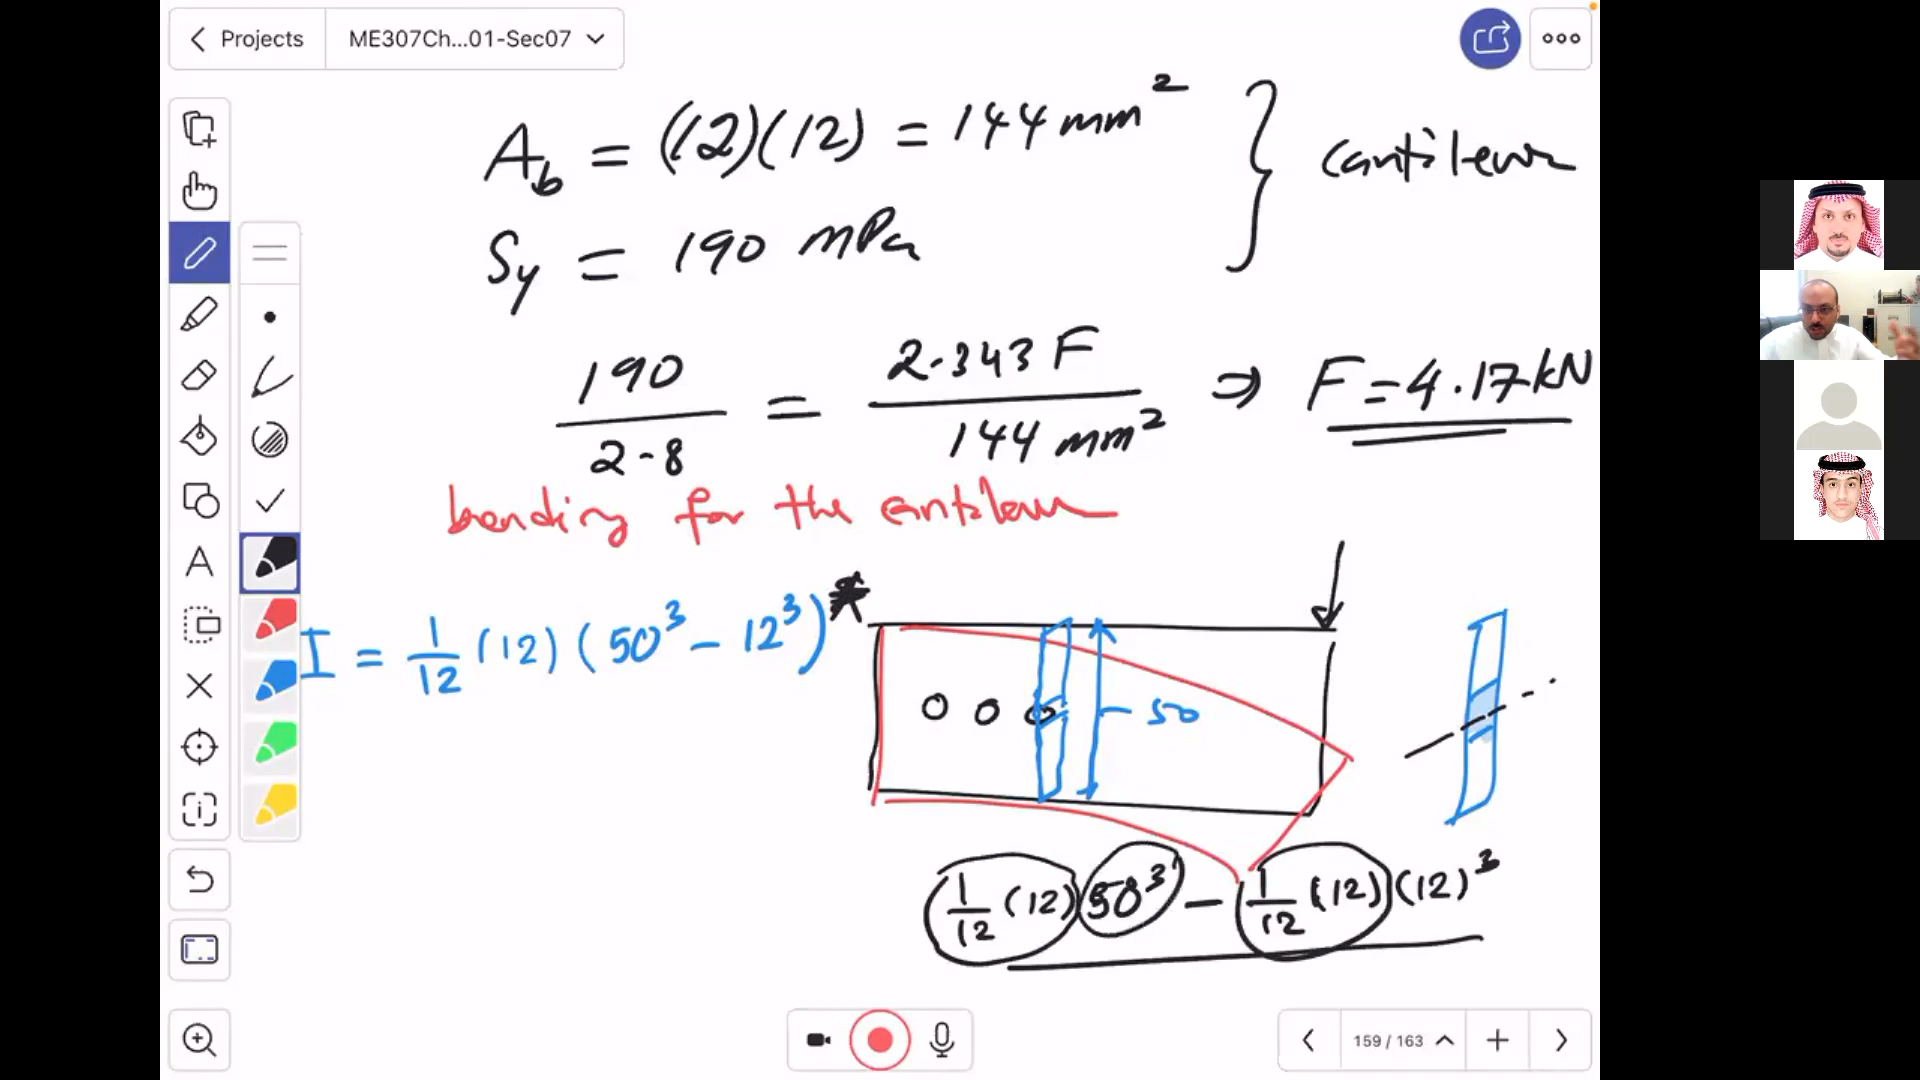 Projects
ME307Ch...01-Sec07
A_b = (12)(12) = 144 mm² } cantilever
Sy = 190 mPa
190/2.8 = 2.343 F/144 mm² ⇒ F = 4.17 kN
bending for the cantilever
I = 1/12 (12) (50³ - 12³)
50
1/12 (12) 50³ - 1/12 (12) (12)³
159 / 163